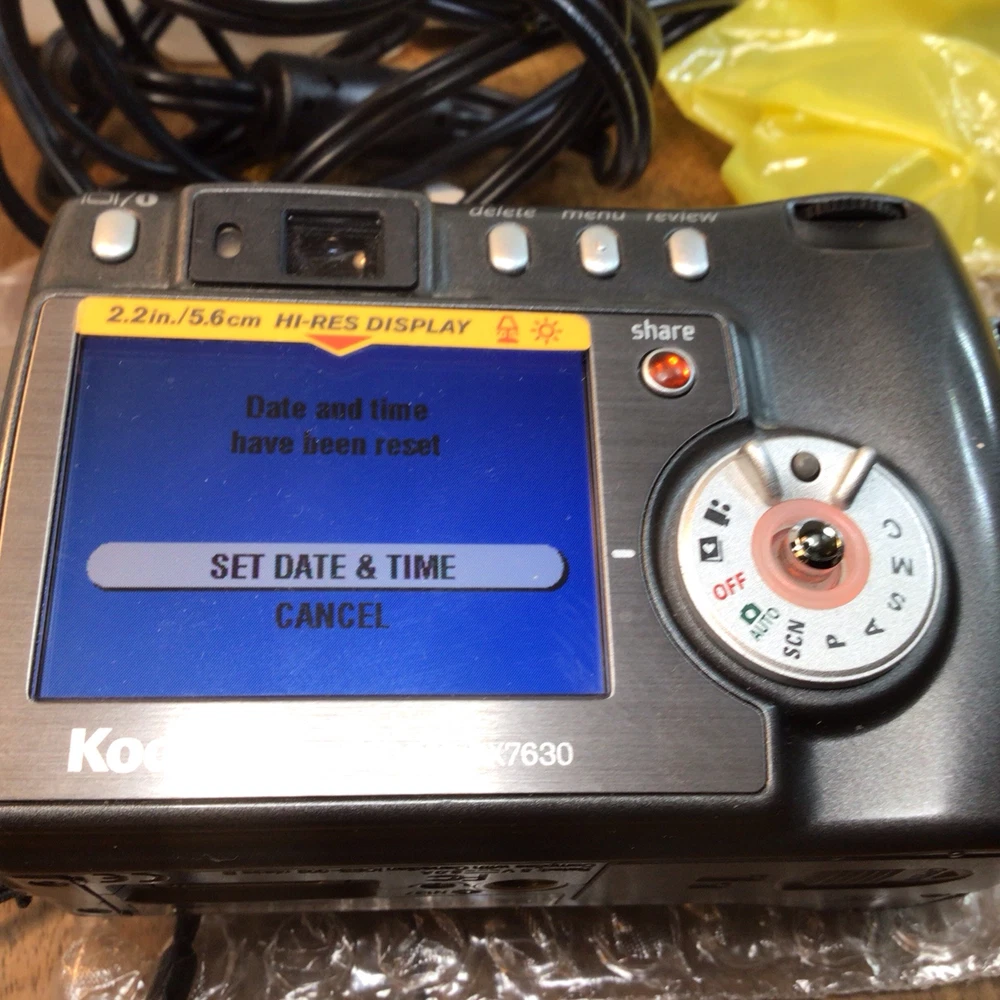 delete menu review
2.2in./5.6cm HI-RES DISPLAY
share
Date and time
have been reset
SET DATE & TIME
CANCEL
OFF
AUTO
SCN
P
A
S
M
C
X7630